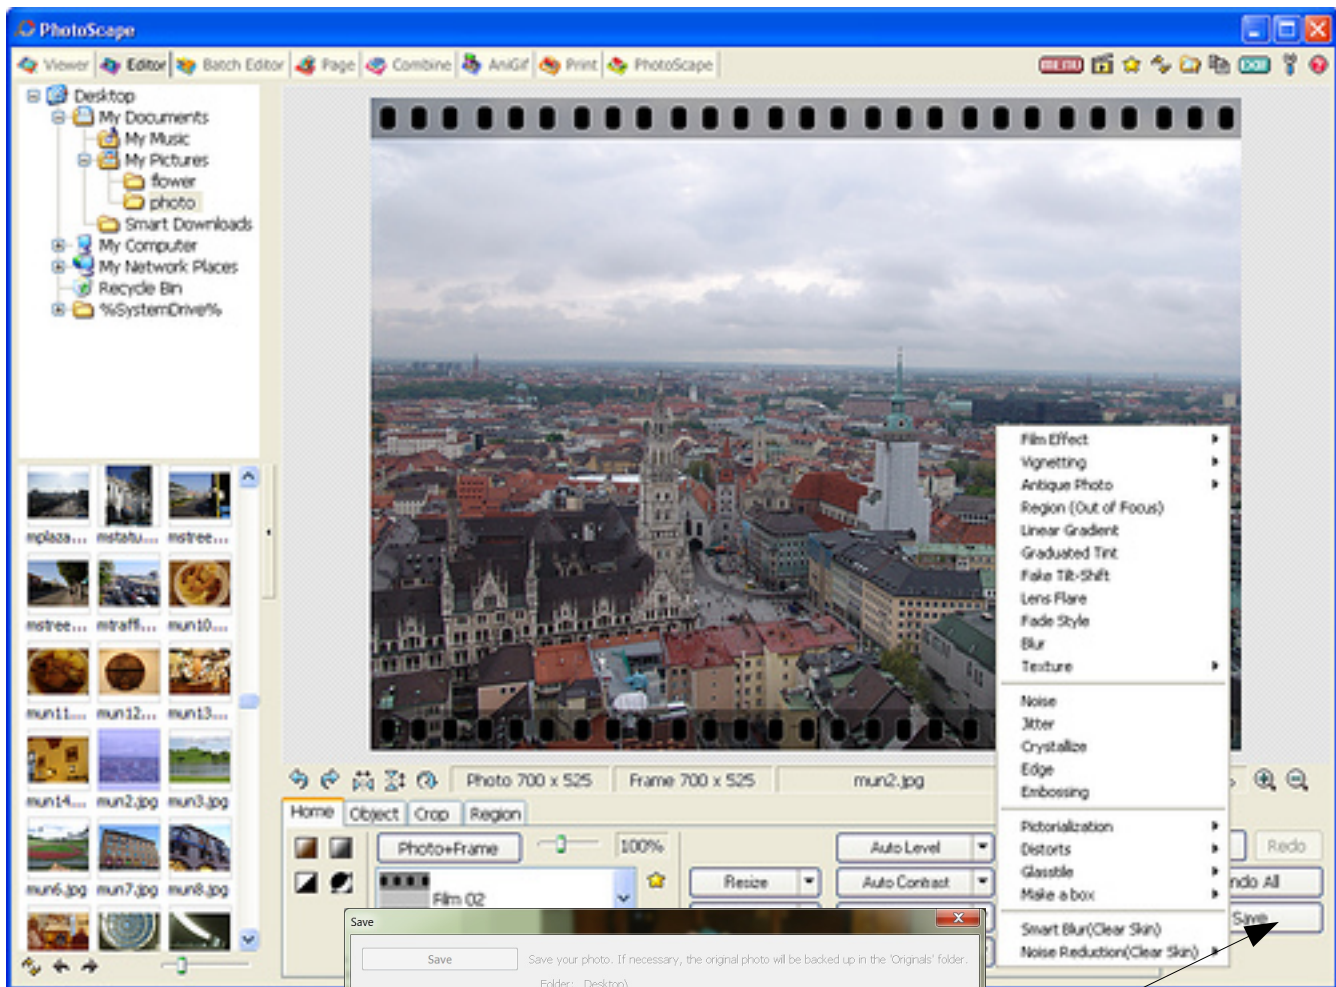 PhotoScape
Viewer Editor Batch Editor Page Combine AniGif Print PhotoScape
MENU EXIF
Desktop
My Documents
My Music
My Pictures
flower
photo
Smart Downloads
My Computer
My Network Places
Recycle Bin
%SystemDrive%
mplaza... mstatu... mstree...
mstree... mtraffi... mun10...
mun11... mun12... mun13...
mun14... mun2.jpg mun3.jpg
mun6.jpg mun7.jpg mun8.jpg
Film Effect
Vignetting
Antique Photo
Region (Out of Focus)
Linear Gradient
Graduated Tint
Fake Tilt-Shift
Lens Flare
Fade Style
Blur
Texture
Noise
Jitter
Crystallize
Edge
Embossing
Pictorialization
Distorts
Glasstile
Make a box
Smart Blur(Clear Skin)
Noise Reduction(Clear Skin)
Photo 700 x 525 Frame 700 x 525 mun2.jpg
Home Object Crop Region
Photo+Frame 100% Auto Level Redo
Film 02 Resize Auto Contrast ndo All
Save
Save
Save Save your photo. If necessary, the original photo will be backed up in the 'Originals' folder.
Folder: Desktop\